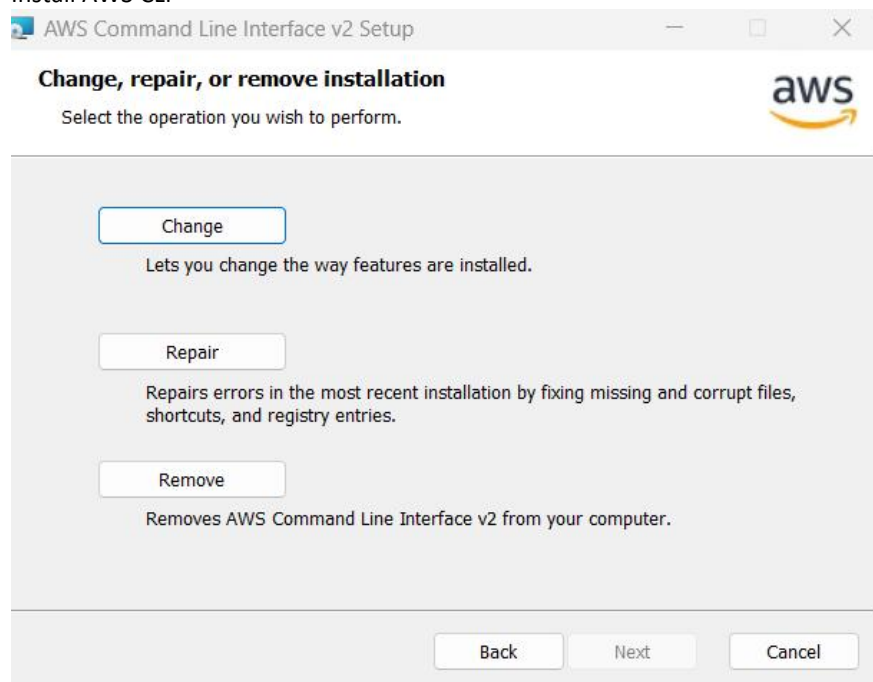 Install AWS CLI
AWS Command Line Interface v2 Setup
Change, repair, or remove installation
aws
Select the operation you wish to perform.
Change
Lets you change the way features are installed.
Repair
Repairs errors in the most recent installation by fixing missing and corrupt files,
shortcuts, and registry entries.
Remove
Removes AWS Command Line Interface v2 from your computer.
Back Next Cancel